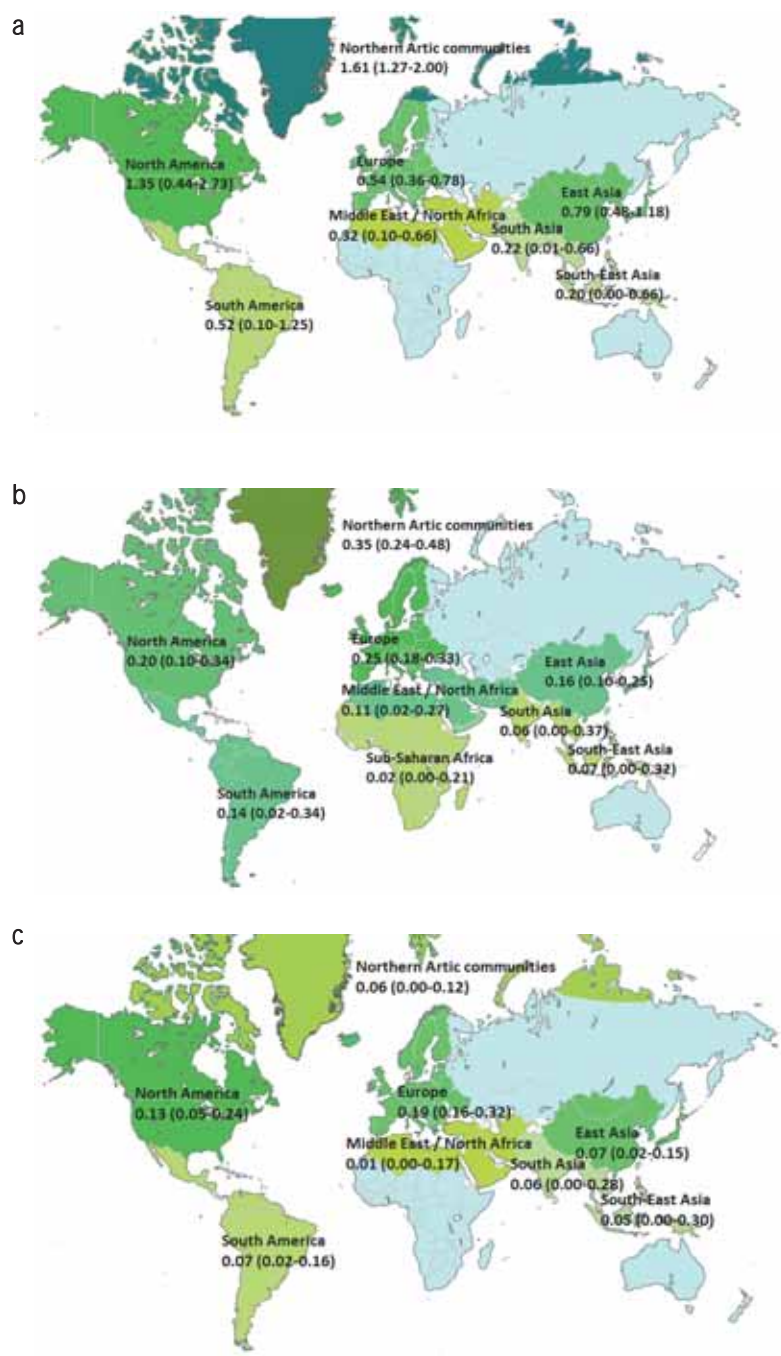 a
Northern Artic communities
1.61 (1.27-2.00)
North America
1.35 (0.44-2.73)
Europe
0.54 (0.36-0.78)
East Asia
0.79 (0.48-1.18)
Middle East / North Africa
0.32 (0.10-0.66)
South Asia
0.22 (0.01-0.66)
South-East Asia
0.20 (0.00-0.66)
South America
0.52 (0.10-1.25)
b
Northern Artic communities
0.35 (0.24-0.48)
North America
0.20 (0.10-0.34)
Europe
0.25 (0.18-0.33)
East Asia
0.16 (0.10-0.25)
Middle East / North Africa
0.11 (0.02-0.27)
South Asia
0.06 (0.00-0.37)
South-East Asia
0.07 (0.00-0.32)
Sub-Saharan Africa
0.02 (0.00-0.21)
South America
0.14 (0.02-0.34)
c
Northern Artic communities
0.06 (0.00-0.12)
North America
0.13 (0.05-0.24)
Europe
0.19 (0.16-0.32)
East Asia
0.07 (0.02-0.15)
Middle East / North Africa
0.01 (0.00-0.17)
South Asia
0.06 (0.00-0.28)
South-East Asia
0.05 (0.00-0.30)
South America
0.07 (0.02-0.16)